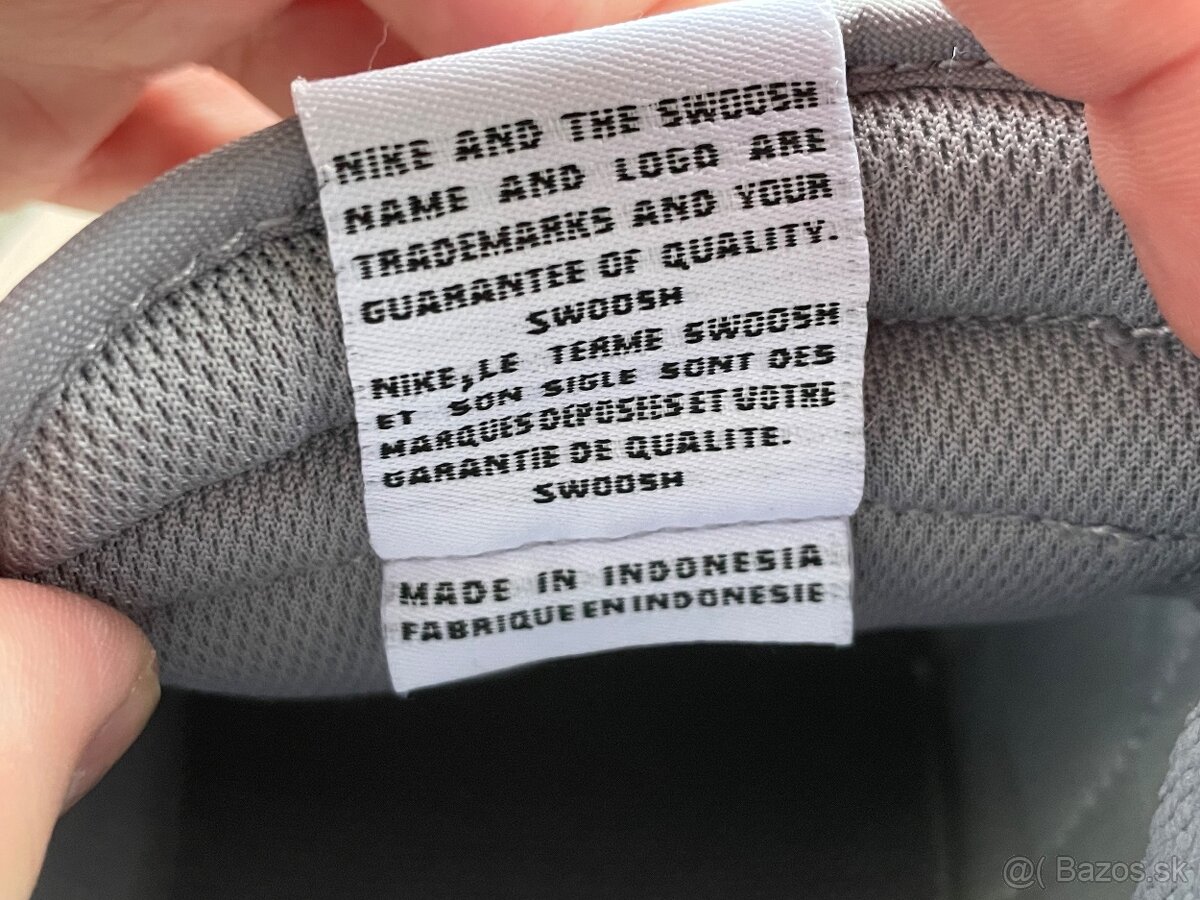 NIKE AND THE SWOOSH
NAME AND LOGO ARE
TRADEMARKS AND YOUR
GUARANTEE OF QUALITY.
SWOOSH
NIKE,LE TERME SWOOSH
ET SON SIGLE SONT DES
MARQUES DEPOSEES ET VOTRE
GARANTIE DE QUALITE.
SWOOSH
MADE IN INDONESIA
FABRIQUE EN INDONESIE
@( Bazos.sk